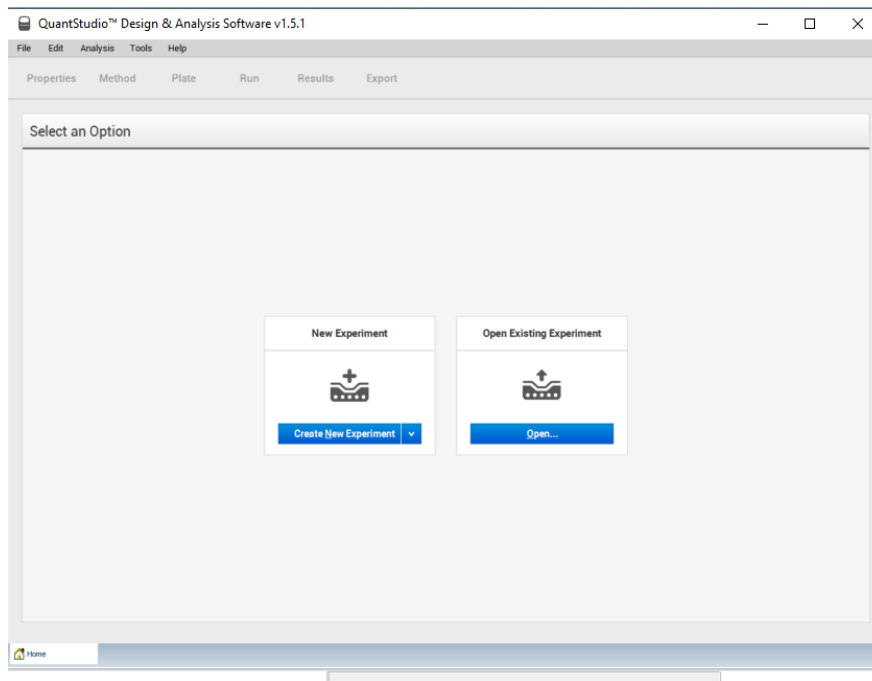 QuantStudio™ Design & Analysis Software v1.5.1
File Edit Analysis Tools Help
Properties Method Plate Run Results Export
Select an Option
New Experiment
Create New Experiment
Open Existing Experiment
Open...
Home